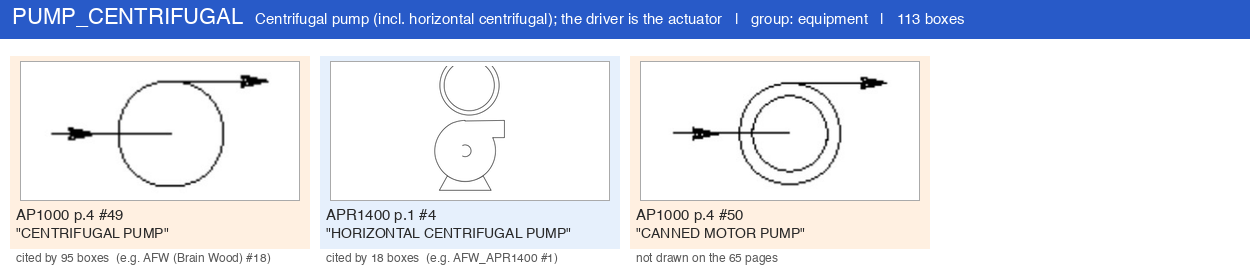 PUMP_CENTRIFUGAL Centrifugal pump (incl. horizontal centrifugal); the driver is the actuator | group: equipment | 113 boxes
AP1000 p.4 #49
"CENTRIFUGAL PUMP"
cited by 95 boxes (e.g. AFW (Brain Wood) #18)
APR1400 p.1 #4
"HORIZONTAL CENTRIFUGAL PUMP"
cited by 18 boxes (e.g. AFW_APR1400 #1)
AP1000 p.4 #50
"CANNED MOTOR PUMP"
not drawn on the 65 pages